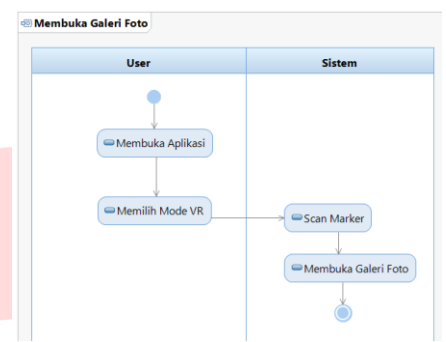 Membuka Galeri Foto
User
Sistem
Membuka Aplikasi
Memilih Mode VR
Scan Marker
Membuka Galeri Foto